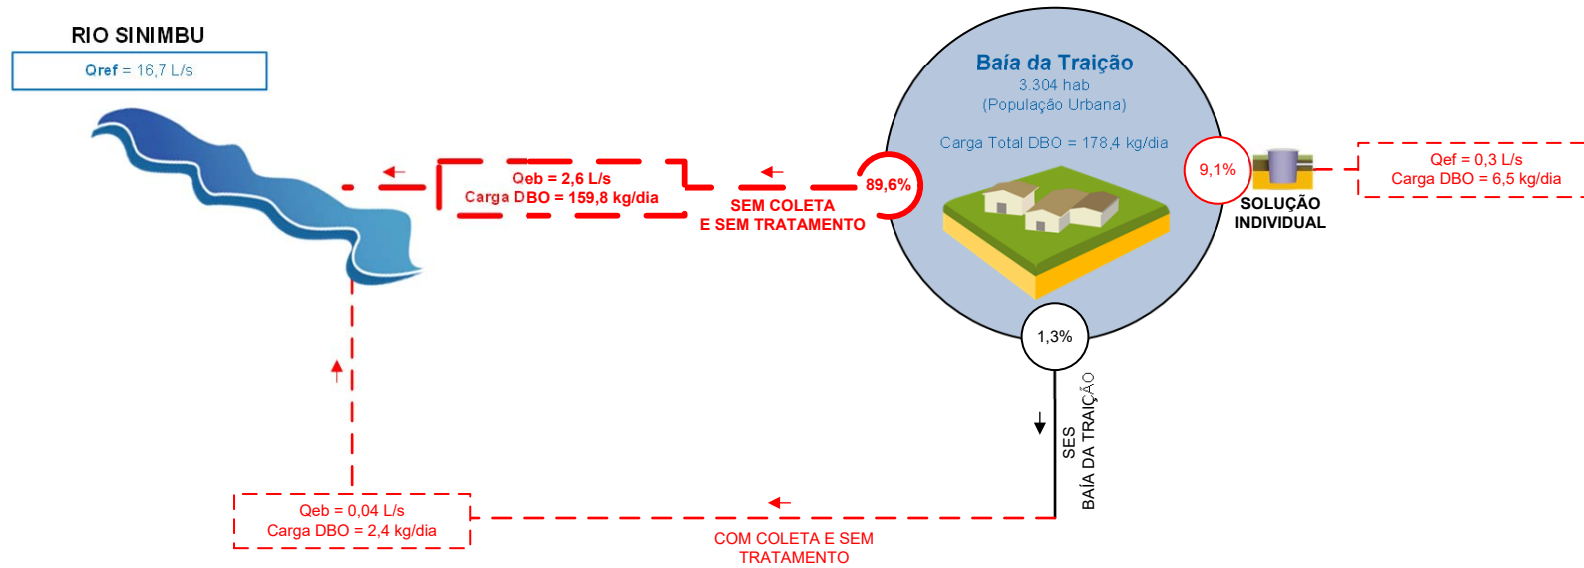 RIO SINIMBU
Qref = 16,7 L/s
Baía da Traição
3.304 hab
(População Urbana)
Carga Total DBO = 178,4 kg/dia
89,6%
Qeb = 2,6 L/s
Carga DBO = 159,8 kg/dia
SEM COLETA
E SEM TRATAMENTO
9,1%
SOLUÇÃO
INDIVIDUAL
Qef = 0,3 L/s
Carga DBO = 6,5 kg/dia
1,3%
SES
BAÍA DA TRAIÇÃO
Qeb = 0,04 L/s
Carga DBO = 2,4 kg/dia
COM COLETA E SEM
TRATAMENTO